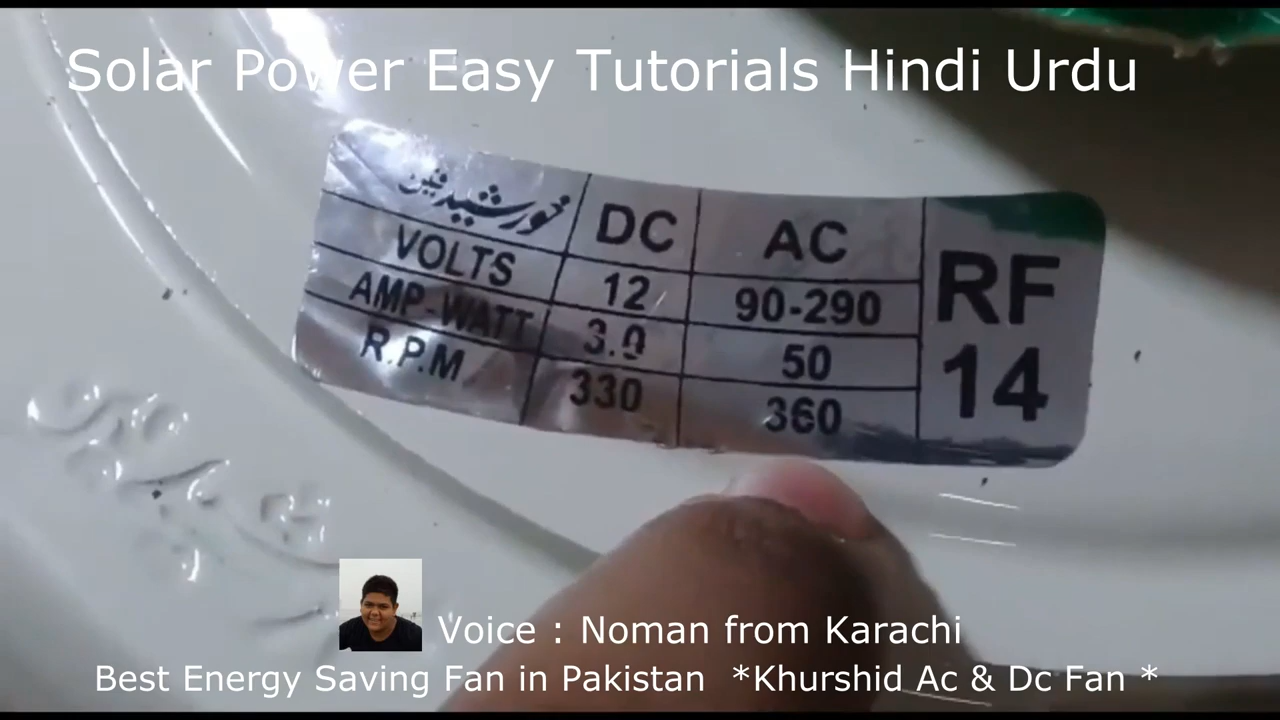 Solar Power Easy Tutorials Hindi Urdu
خورشید فین DC AC
VOLTS 12 90-290
AMP-WATT 3.0 50
R.P.M 330 360
RF
14
Voice : Noman from Karachi
Best Energy Saving Fan in Pakistan *Khurshid Ac & Dc Fan *